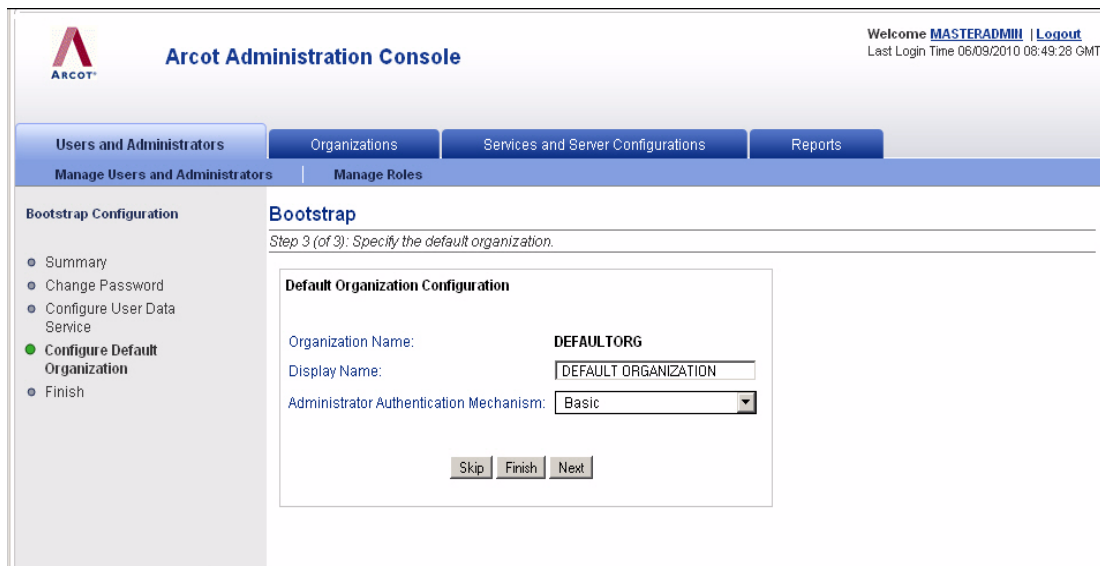 Welcome MASTERADMIN | Logout
Last Login Time 06/09/2010 08:49:28 GMT
ARCOT
Arcot Administration Console
Users and Administrators Organizations Services and Server Configurations Reports
Manage Users and Administrators Manage Roles
Bootstrap Configuration
Summary
Change Password
Configure User Data
Service
Configure Default
Organization
Finish
Bootstrap
Step 3 (of 3): Specify the default organization.
Default Organization Configuration
Organization Name: DEFAULTORG
Display Name: DEFAULT ORGANIZATION
Administrator Authentication Mechanism: Basic
Skip Finish Next